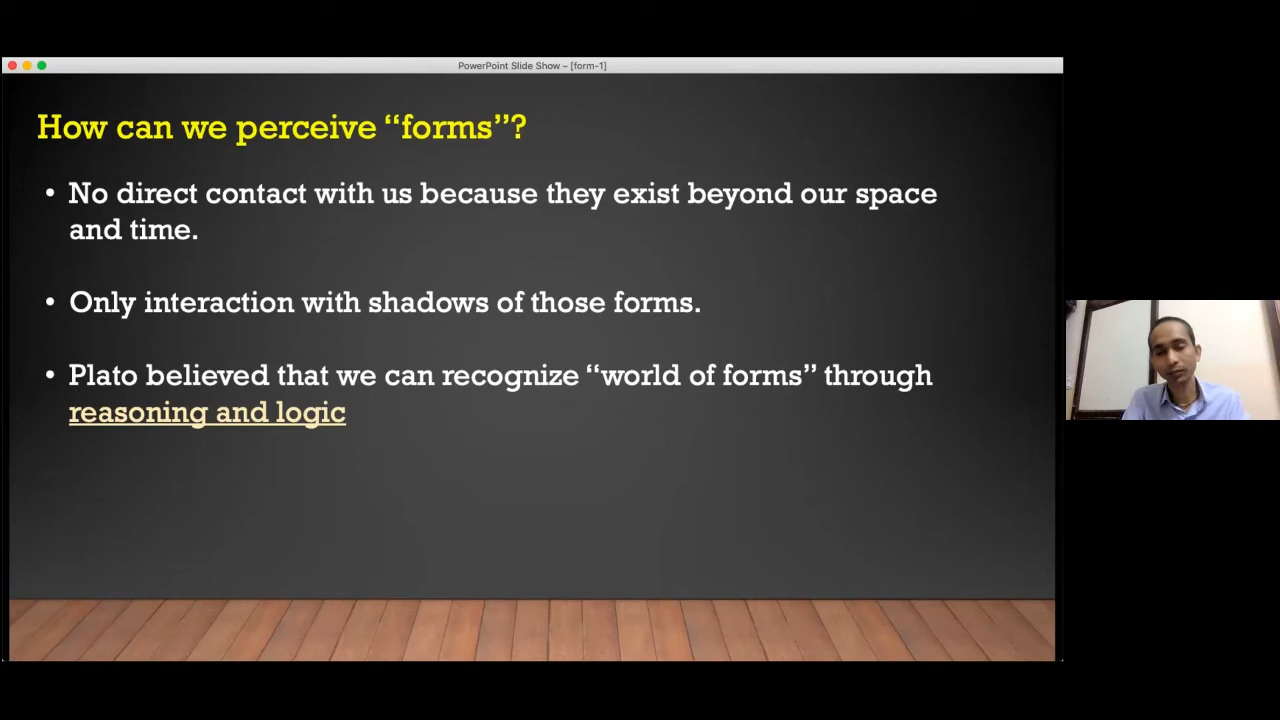 PowerPoint Slide Show – [form-1]
How can we perceive “forms”?
• No direct contact with us because they exist beyond our space
and time.
• Only interaction with shadows of those forms.
• Plato believed that we can recognize “world of forms” through
reasoning and logic